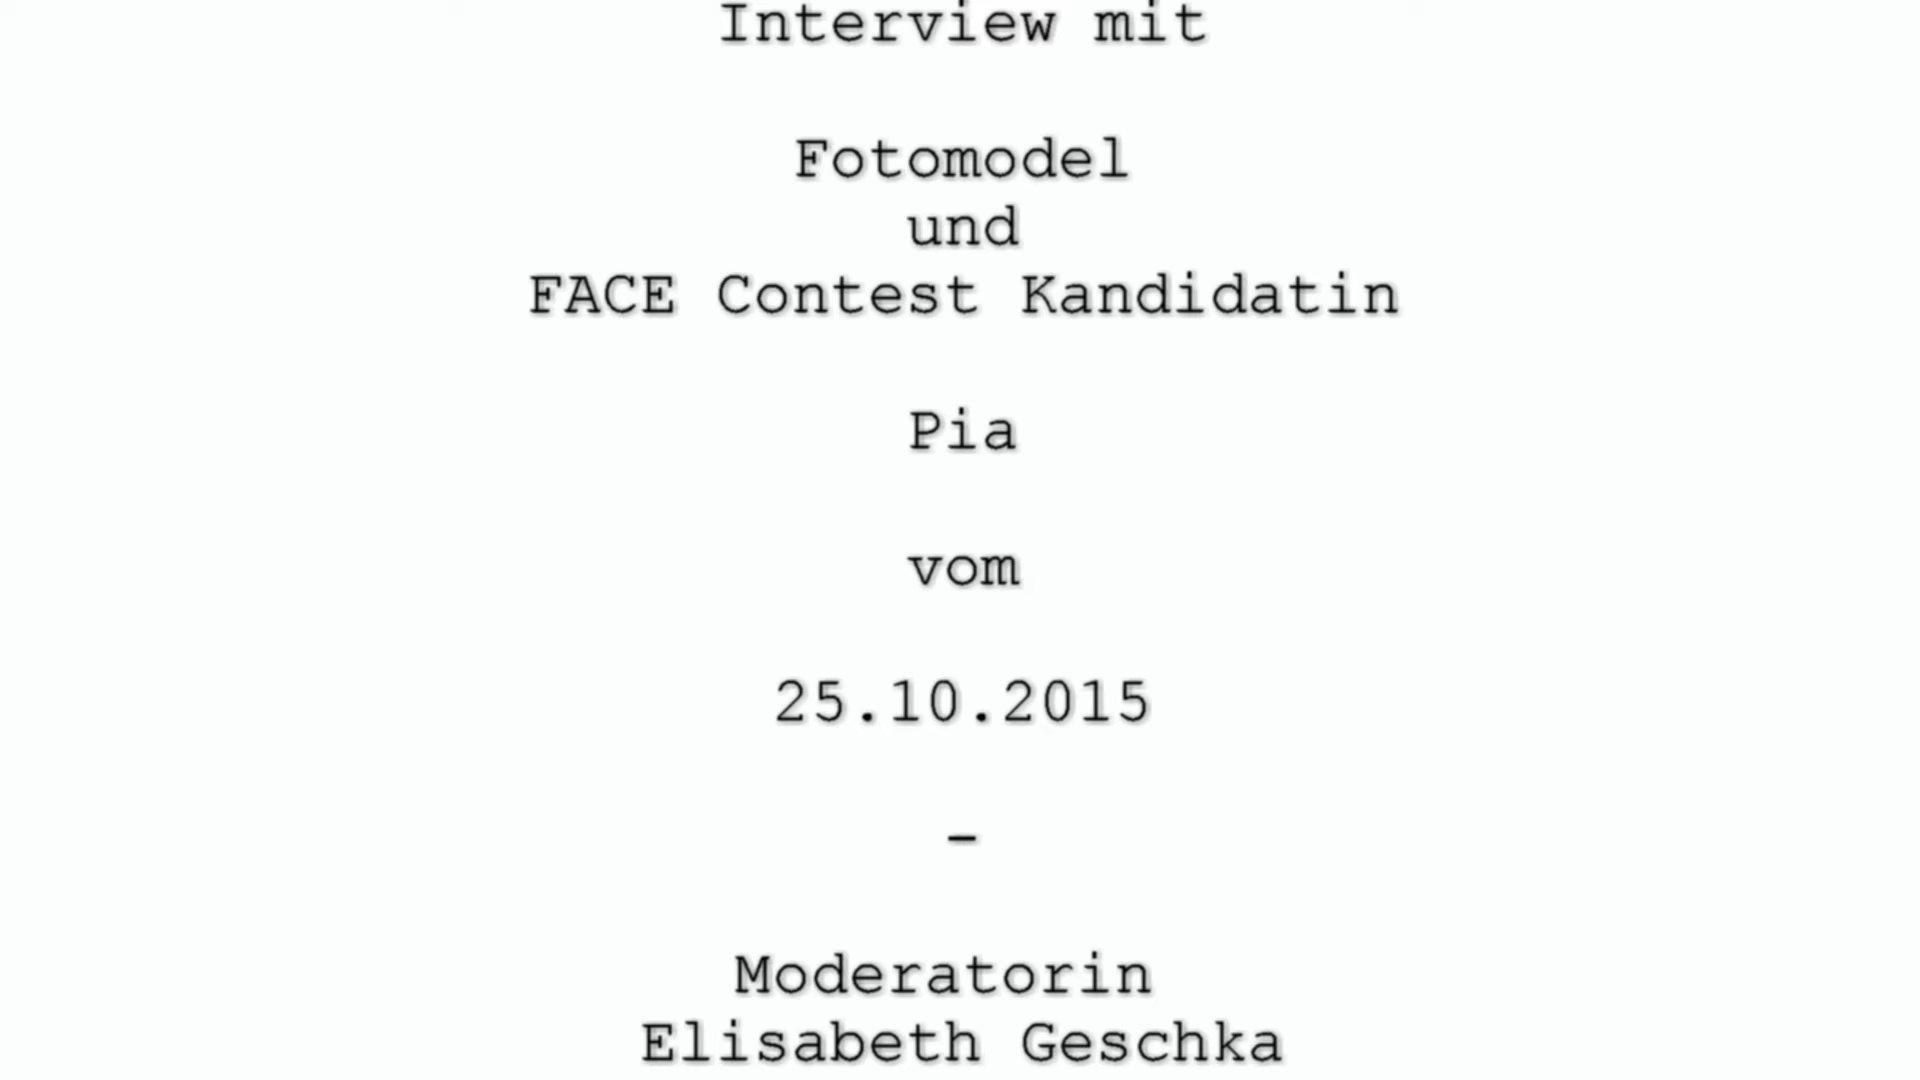 Interview mit
Fotomodel
und
FACE Contest Kandidatin
Pia
vom
25.10.2015
-
Moderatorin
Elisabeth Geschka